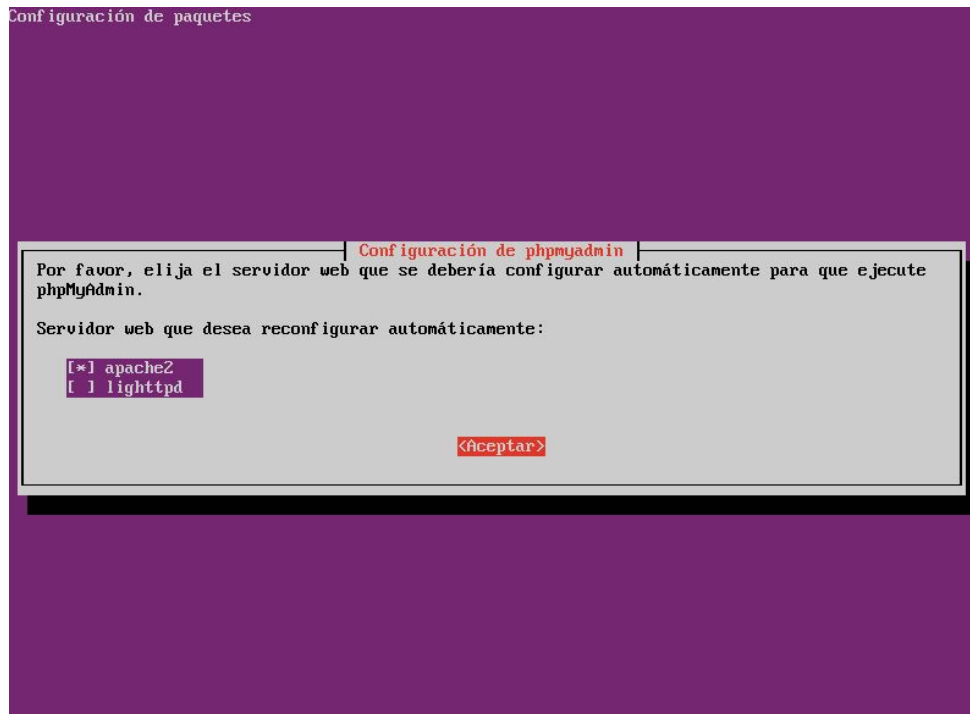 Configuración de paquetes
Configuración de phpmyadmin
Por favor, elija el servidor web que se debería configurar automáticamente para que ejecute
phpMyAdmin.
Servidor web que desea reconfigurar automáticamente:
[*] apache2
[ ] lighttpd
<Aceptar>